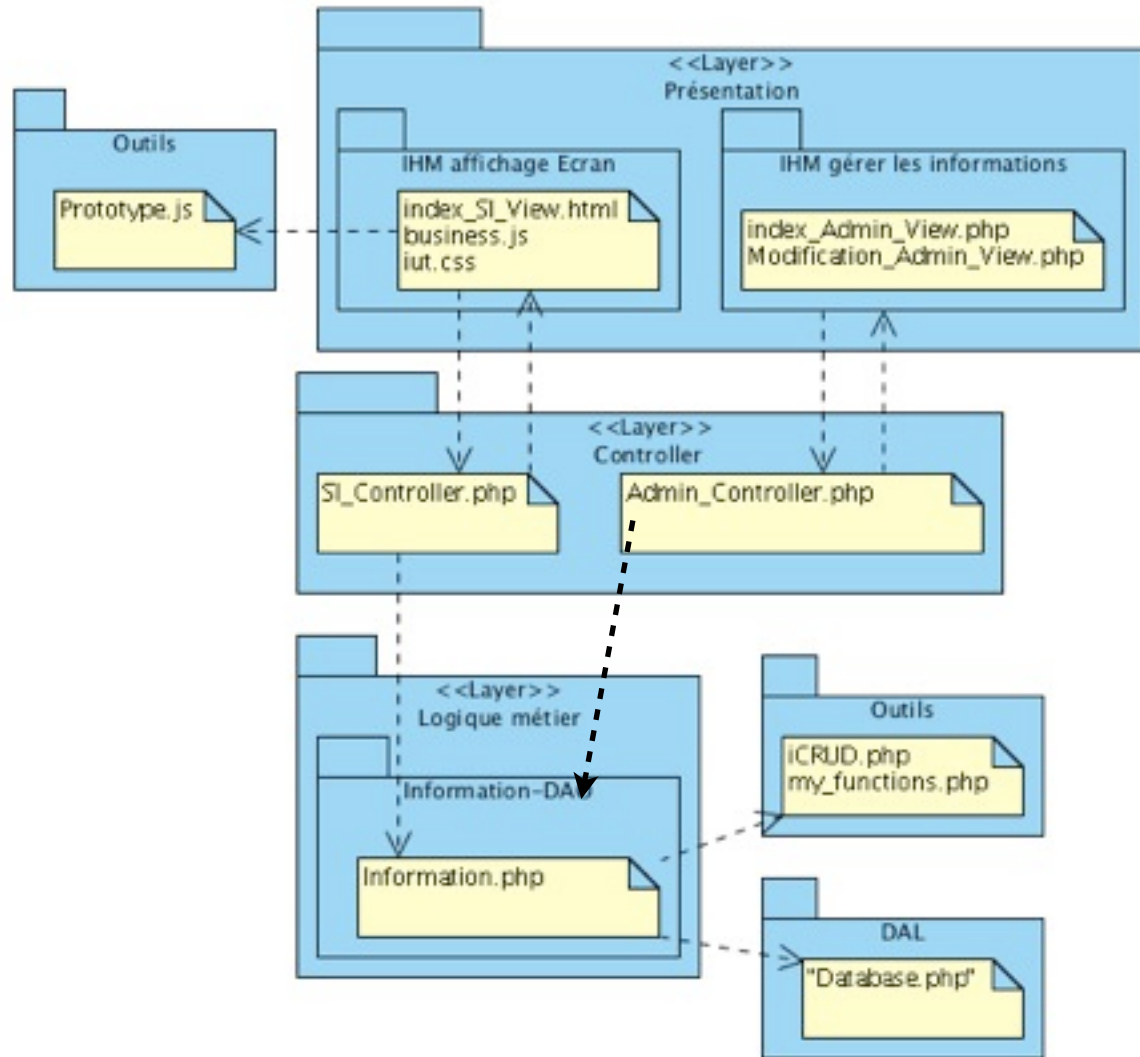 <<Layer>>
Présentation
Outils
Prototype.js
IHM affichage Ecran
index_SI_View.html
business.js
iut.css
IHM gérer les informations
index_Admin_View.php
Modification_Admin_View.php
<<Layer>>
Controller
SI_Controller.php
Admin_Controller.php
<<Layer>>
Logique métier
Information-DAO
Information.php
Outils
iCRUD.php
my_functions.php
DAL
"Database.php"